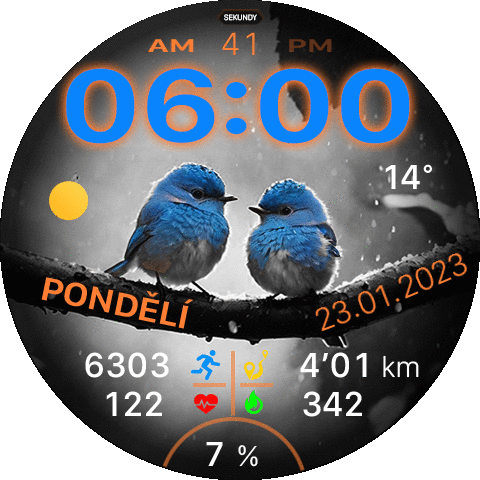 SEKUNDY
AM 41 PM
06:00
14°
PONDĚLÍ
23.01.2023
6303 4’01 km
122 342
7 %